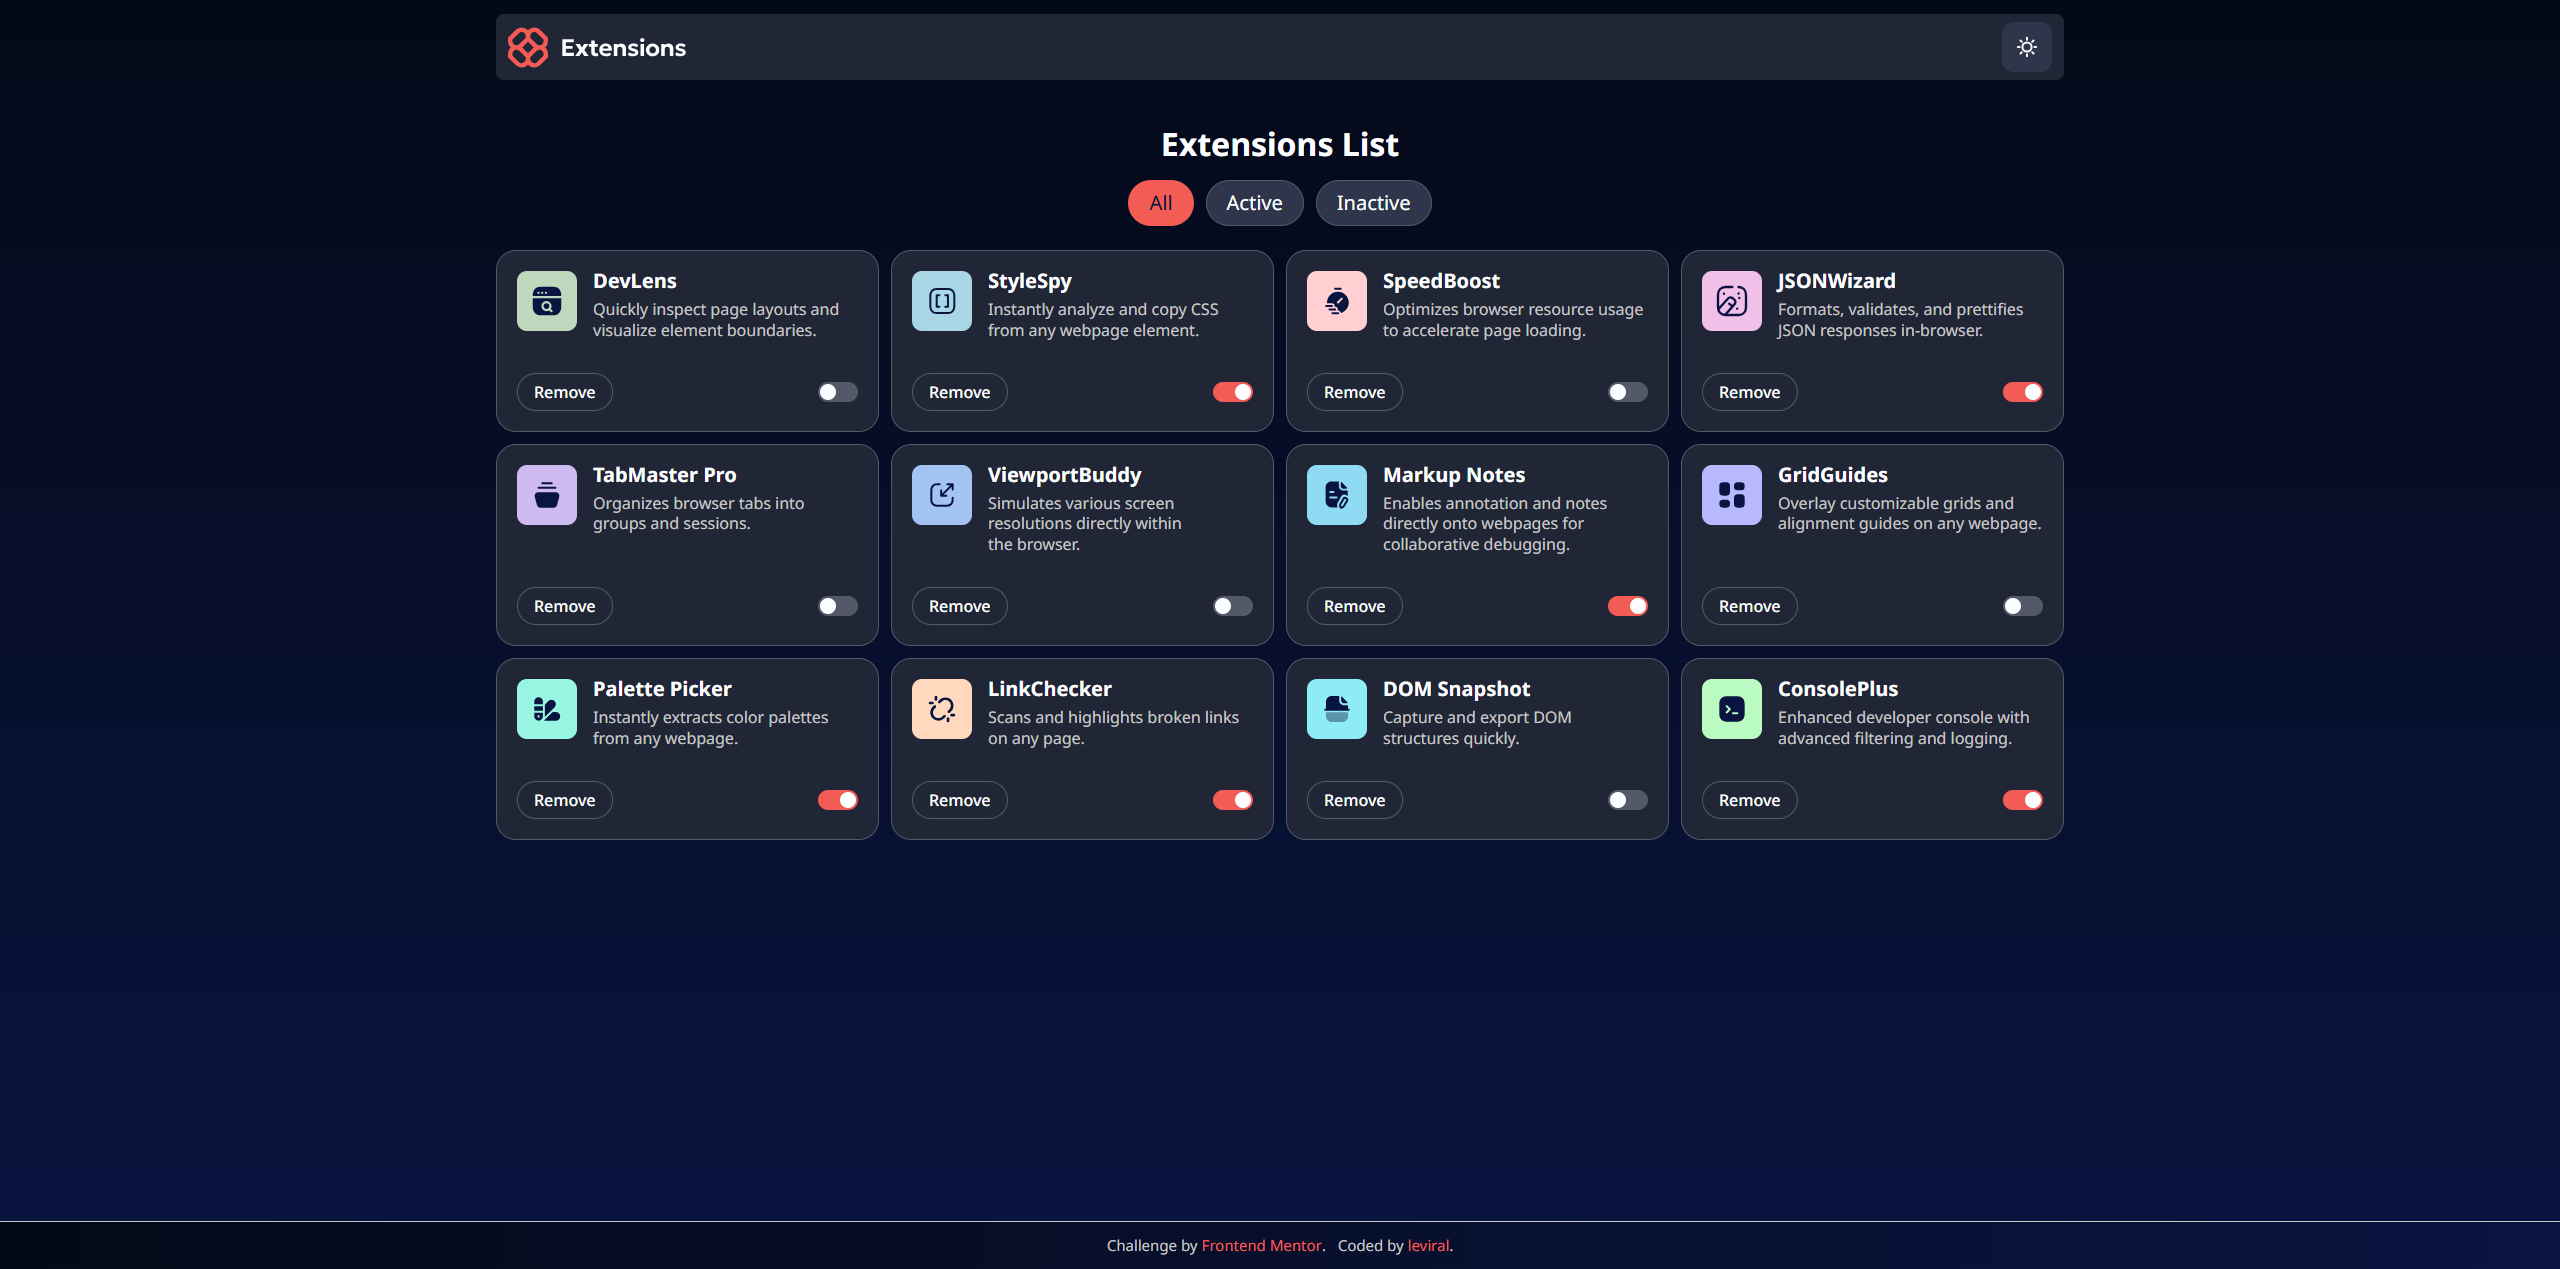 Extensions
Extensions List
All
Active
Inactive
DevLens
Quickly inspect page layouts and
visualize element boundaries.
Remove
StyleSpy
Instantly analyze and copy CSS
from any webpage element.
Remove
SpeedBoost
Optimizes browser resource usage
to accelerate page loading.
Remove
JSONWizard
Formats, validates, and prettifies
JSON responses in-browser.
Remove
TabMaster Pro
Organizes browser tabs into
groups and sessions.
Remove
ViewportBuddy
Simulates various screen
resolutions directly within
the browser.
Remove
Markup Notes
Enables annotation and notes
directly onto webpages for
collaborative debugging.
Remove
GridGuides
Overlay customizable grids and
alignment guides on any webpage.
Remove
Palette Picker
Instantly extracts color palettes
from any webpage.
Remove
LinkChecker
Scans and highlights broken links
on any page.
Remove
DOM Snapshot
Capture and export DOM
structures quickly.
Remove
ConsolePlus
Enhanced developer console with
advanced filtering and logging.
Remove
Challenge by Frontend Mentor. Coded by leviral.